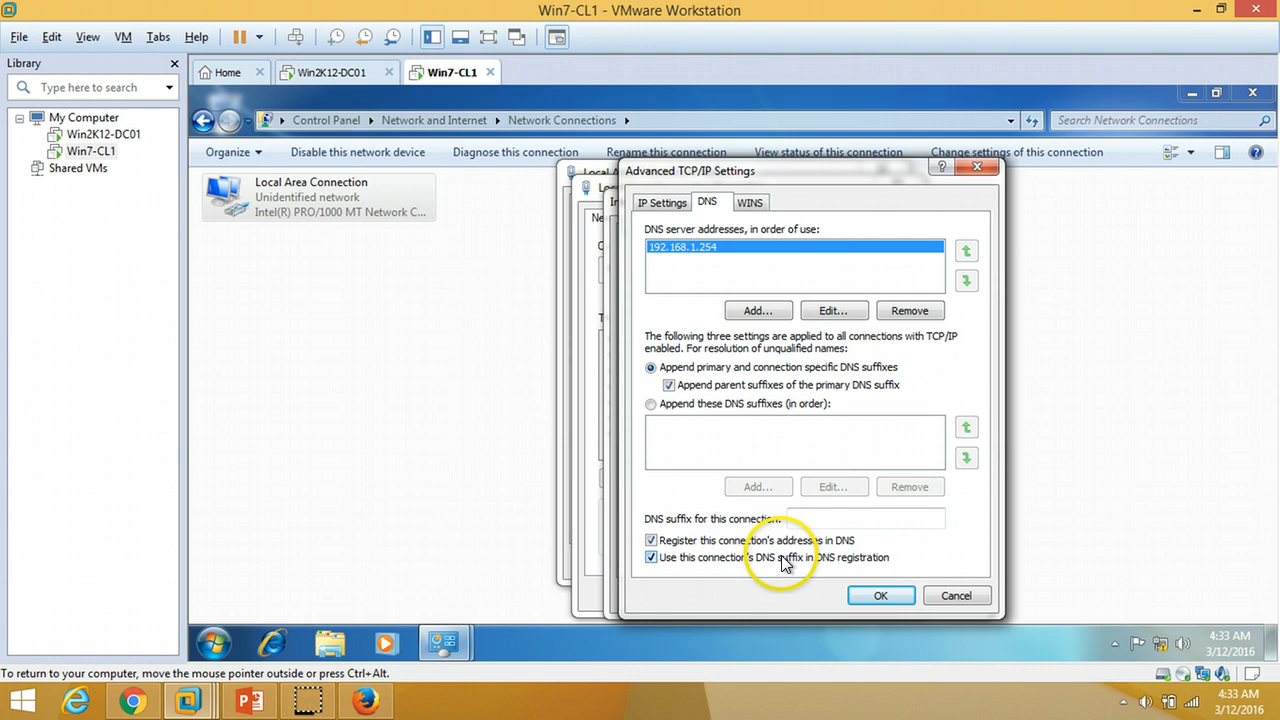 Win7-CL1 - VMware Workstation
File Edit View VM Tabs Help
Library
Type here to search
My Computer
Win2K12-DC01
Win7-CL1
Shared VMs
Home Win2K12-DC01 Win7-CL1
Control Panel Network and Internet Network Connections Search Network Connections
Organize Disable this network device Diagnose this connection Rename this connection View status of this connection Change settings of this connection
Local Area Connection
Unidentified network
Intel(R) PRO/1000 MT Network C...
Advanced TCP/IP Settings
IP Settings DNS WINS
DNS server addresses, in order of use:
192.168.1.254
Add... Edit... Remove
The following three settings are applied to all connections with TCP/IP
enabled. For resolution of unqualified names:
Append primary and connection specific DNS suffixes
Append parent suffixes of the primary DNS suffix
Append these DNS suffixes (in order):
Add... Edit... Remove
DNS suffix for this connection:
Register this connection's addresses in DNS
Use this connection's DNS suffix in DNS registration
OK Cancel
4:33 AM
3/12/2016
To return to your computer, move the mouse pointer outside or press Ctrl+Alt.
4:33 AM
3/12/2016